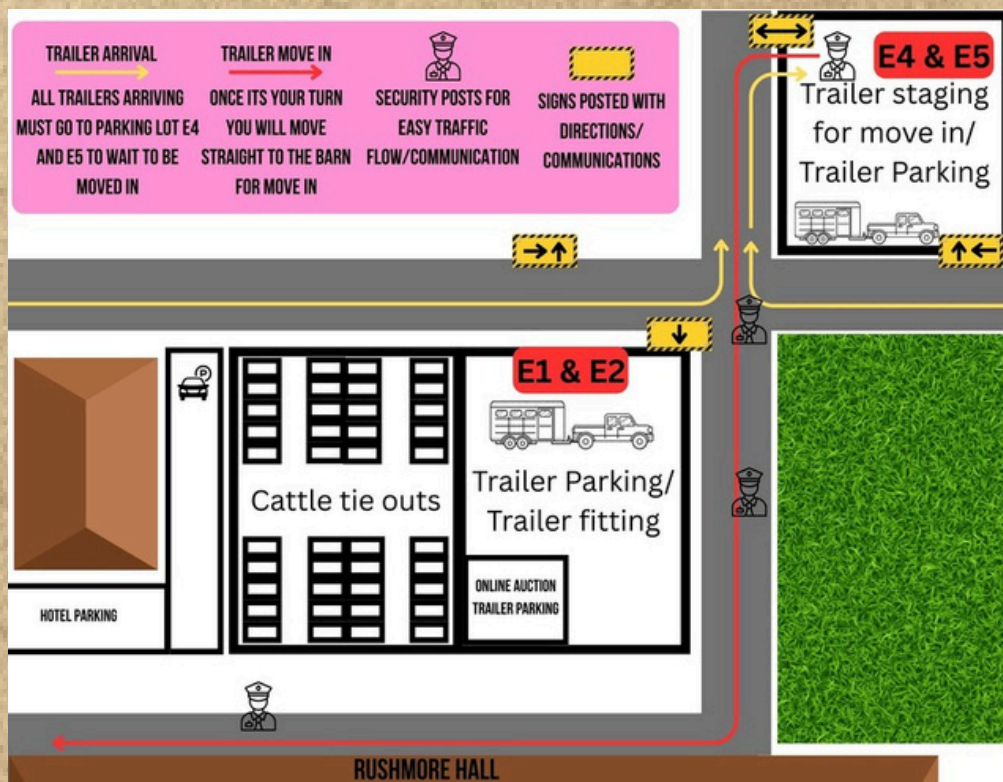 TRAILER ARRIVAL
ALL TRAILERS ARRIVING
MUST GO TO PARKING LOT E4
AND E5 TO WAIT TO BE
MOVED IN
TRAILER MOVE IN
ONCE ITS YOUR TURN
YOU WILL MOVE
STRAIGHT TO THE BARN
FOR MOVE IN
SECURITY POSTS FOR
EASY TRAFFIC
FLOW/COMMUNICATION
SIGNS POSTED WITH
DIRECTIONS/
COMMUNICATIONS
E4 & E5
Trailer staging
for move in/
Trailer Parking
P
E1 & E2
Cattle tie outs
Trailer Parking/
Trailer fitting
ONLINE AUCTION
TRAILER PARKING
HOTEL PARKING
RUSHMORE HALL